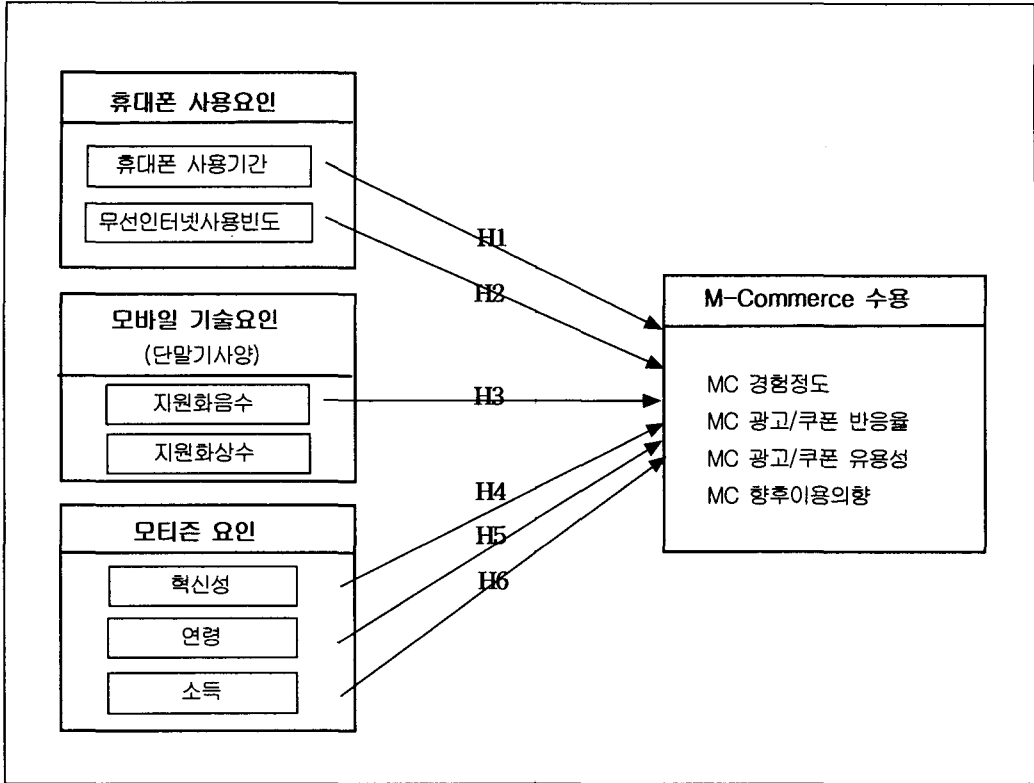 휴대폰 사용요인
휴대폰 사용기간
무선인터넷사용빈도
모바일 기술요인
(단말기사양)
지원화음수
지원화상수
모티즌 요인
혁신성
연령
소득
H1
H2
H3
H4
H5
H6
M-Commerce 수용
MC 경험정도
MC 광고/쿠폰 반응율
MC 광고/쿠폰 유용성
MC 향후이용의향